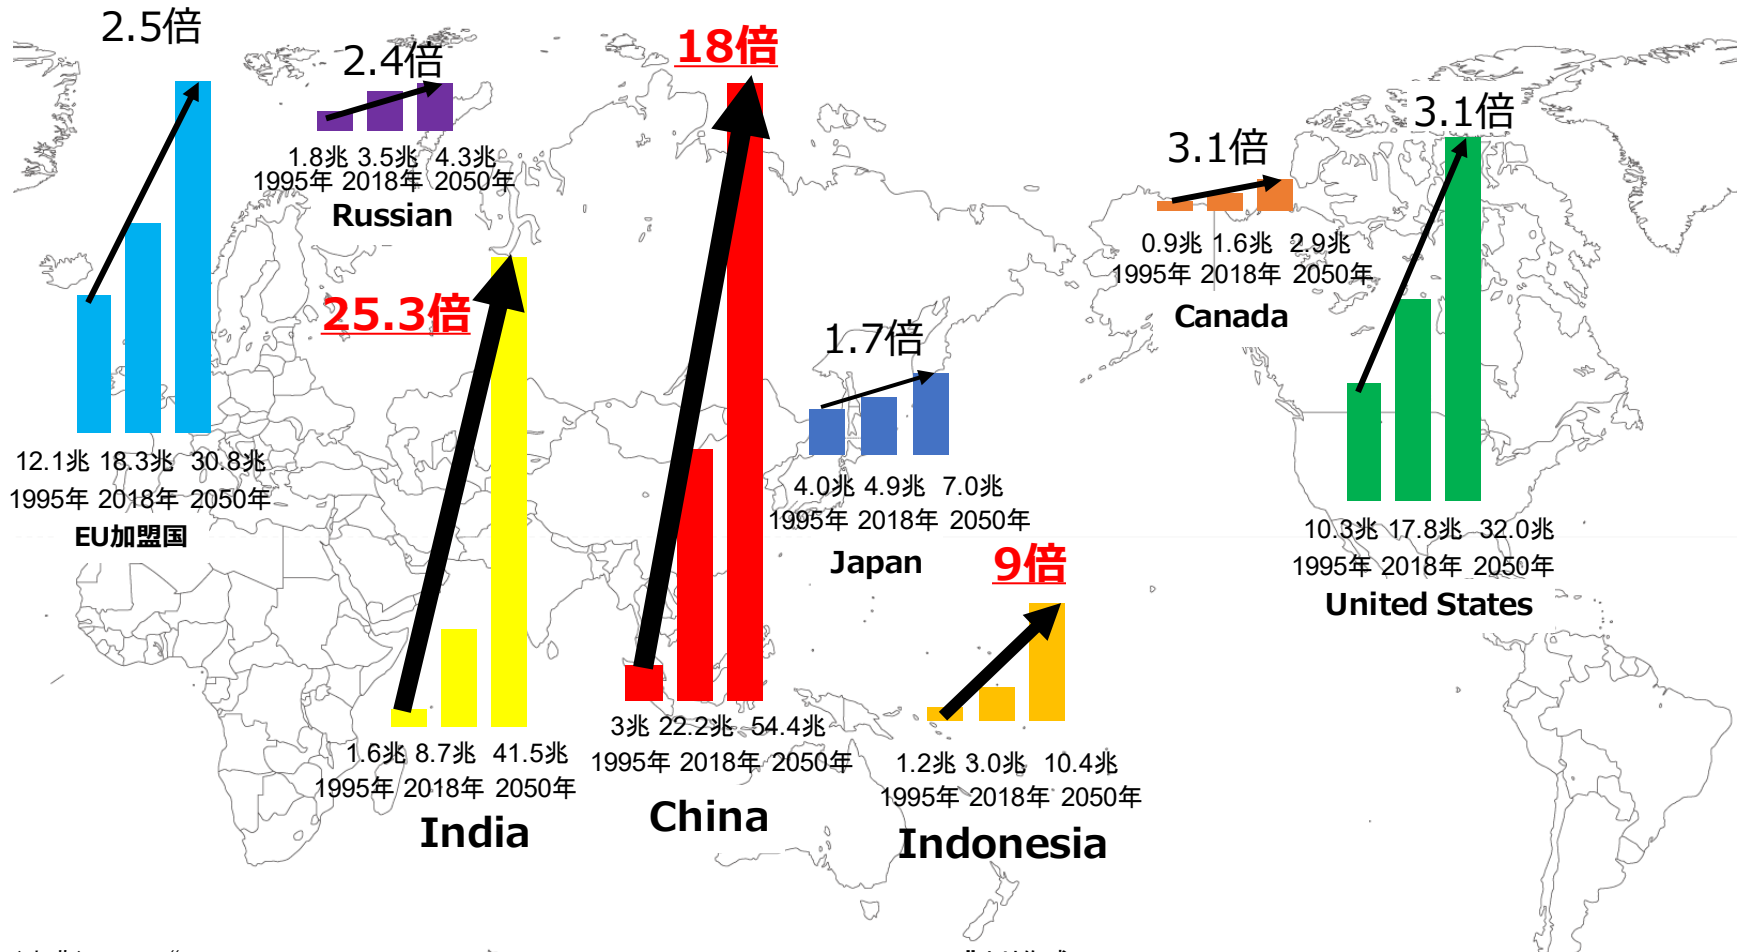 2.5倍
12.1兆 18.3兆 30.8兆
1995年 2018年 2050年
EU加盟国
2.4倍
1.8兆 3.5兆 4.3兆
1995年 2018年 2050年
Russian
25.3倍
1.6兆 8.7兆 41.5兆
1995年 2018年 2050年
India
18倍
3兆 22.2兆 54.4兆
1995年 2018年 2050年
China
1.7倍
4.0兆 4.9兆 7.0兆
1995年 2018年 2050年
Japan
9倍
1.2兆 3.0兆 10.4兆
1995年 2018年 2050年
Indonesia
3.1倍
0.9兆 1.6兆 2.9兆
1995年 2018年 2050年
Canada
3.1倍
10.3兆 17.8兆 32.0兆
1995年 2018年 2050年
United States